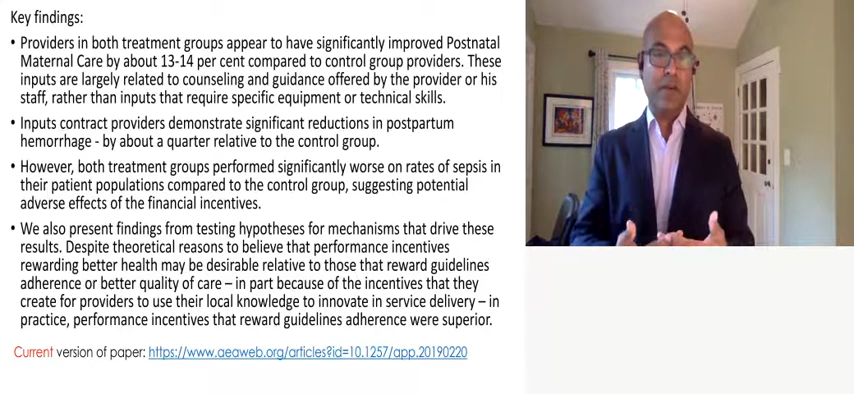 Key findings:
• Providers in both treatment groups appear to have significantly improved Postnatal
Maternal Care by about 13-14 per cent compared to control group providers. These
inputs are largely related to counseling and guidance offered by the provider or his
staff, rather than inputs that require specific equipment or technical skills.
• Inputs contract providers demonstrate significant reductions in postpartum
hemorrhage - by about a quarter relative to the control group.
• However, both treatment groups performed significantly worse on rates of sepsis in
their patient populations compared to the control group, suggesting potential
adverse effects of the financial incentives.
• We also present findings from testing hypotheses for mechanisms that drive these
results. Despite theoretical reasons to believe that performance incentives
rewarding better health may be desirable relative to those that reward guidelines
adherence or better quality of care – in part because of the incentives that they
create for providers to use their local knowledge to innovate in service delivery – in
practice, performance incentives that reward guidelines adherence were superior.
Current version of paper: https://www.aeaweb.org/articles?id=10.1257/app.20190220